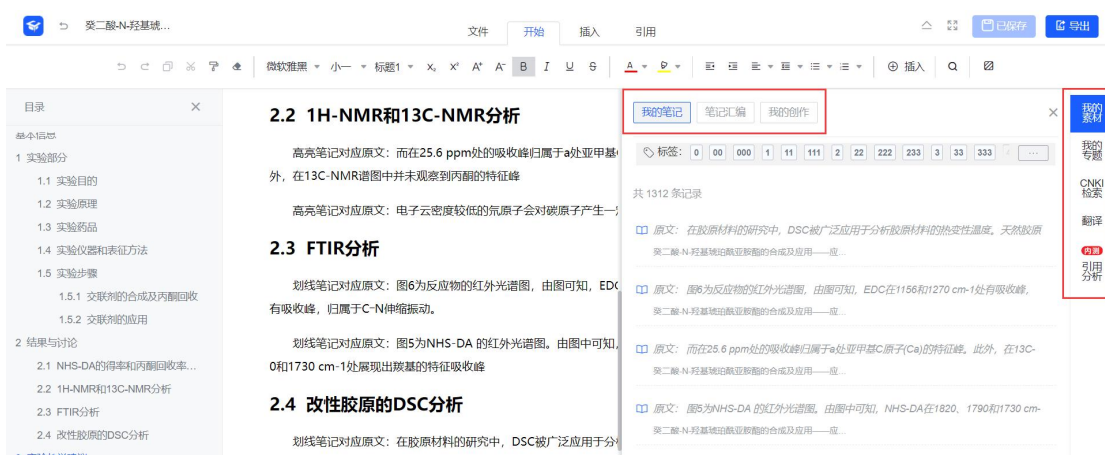 癸二酸-N-羟基琥...
文件 开始 插入 引用
已保存 导出
微软雅黑 小一 标题1 X₂ X² A⁺ A⁻ B I U S A 插入
目录
基本信息
1 实验部分
1.1 实验目的
1.2 实验原理
1.3 实验药品
1.4 实验仪器和表征方法
1.5 实验步骤
1.5.1 交联剂的合成及丙酮回收
1.5.2 交联剂的应用
2 结果与讨论
2.1 NHS-DA的得率和丙酮回收率...
2.2 1H-NMR和13C-NMR分析
2.3 FTIR分析
2.4 改性胶原的DSC分析
2.2 1H-NMR和13C-NMR分析
高亮笔记对应原文：而在25.6 ppm处的吸收峰归属于a处亚甲基
外，在13C-NMR谱图中并未观察到丙酮的特征峰
高亮笔记对应原文：电子云密度较低的氘原子会对碳原子产生一
2.3 FTIR分析
划线笔记对应原文：图6为反应物的红外光谱图，由图可知，EDC
有吸收峰，归属于C-N伸缩振动。
划线笔记对应原文：图5为NHS-DA 的红外光谱图。由图中可知，
0和1730 cm-1处展现出羰基的特征吸收峰
2.4 改性胶原的DSC分析
划线笔记对应原文：在胶原材料的研究中，DSC被广泛应用于分
我的笔记 笔记汇编 我的创作
标签： 0 00 000 1 11 111 2 22 222 233 3 33 333 ...
共 1312 条记录
原文： 在胶原材料的研究中，DSC被广泛应用于分析胶原材料的热变性温度。天然胶原
癸二酸-N-羟基琥珀酰亚胺酯的合成及应用——应...
原文： 图6为反应物的红外光谱图，由图可知，EDC在1156和1270 cm-1处有吸收峰，
癸二酸-N-羟基琥珀酰亚胺酯的合成及应用——应...
原文： 而在25.6 ppm处的吸收峰归属于a处亚甲基C原子(Ca)的特征峰。此外，在13C-
癸二酸-N-羟基琥珀酰亚胺酯的合成及应用——应...
原文： 图5为NHS-DA 的红外光谱图。由图中可知，NHS-DA在1820、1790和1730 cm-
癸二酸-N-羟基琥珀酰亚胺酯的合成及应用——应...
我的
素材
我的
专题
CNKI
检索
翻译
内测
引用
分析